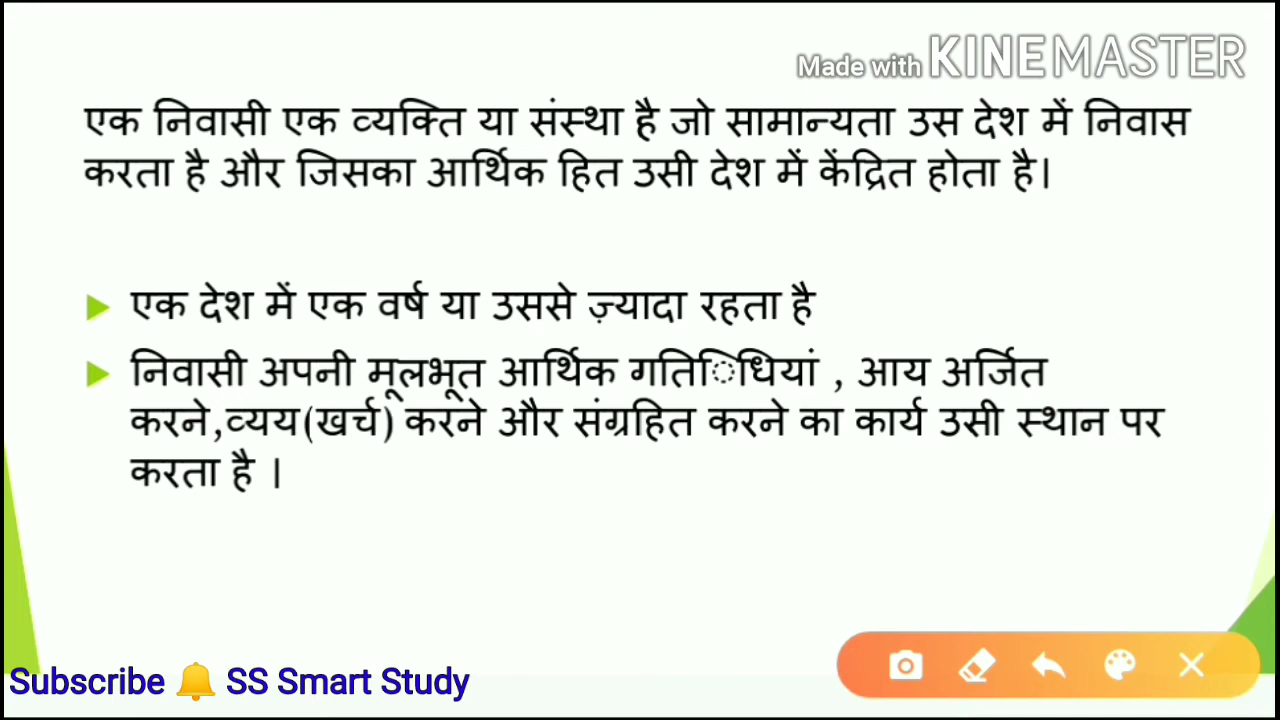 Made with KINEMASTER
एक निवासी एक व्यक्ति या संस्था है जो सामान्यता उस देश में निवास
करता है और जिसका आर्थिक हित उसी देश में केंद्रित होता है।
एक देश में एक वर्ष या उससे ज़्यादा रहता है
निवासी अपनी मूलभूत आर्थिक गतििधियां , आय अर्जित
करने,व्यय(खर्च) करने और संग्रहित करने का कार्य उसी स्थान पर
करता है ।
Subscribe 🔔 SS Smart Study